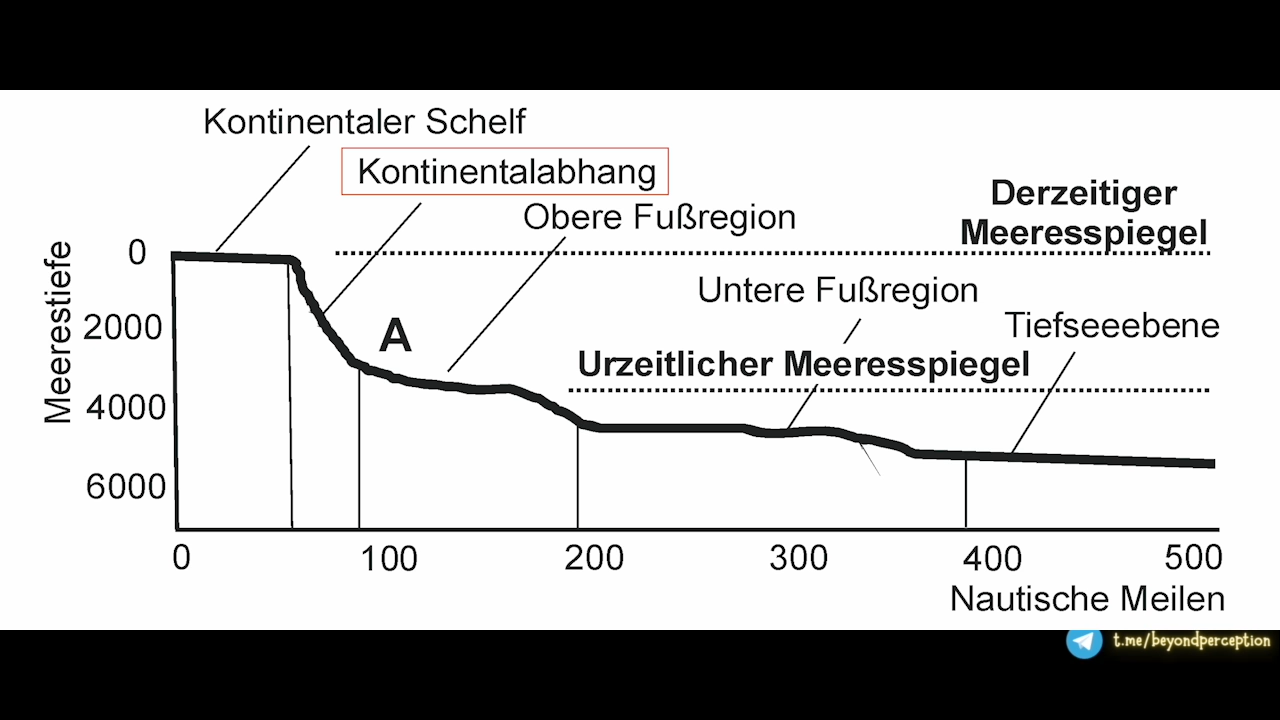 Kontinentaler Schelf
Kontinentalabhang
Obere Fußregion
Derzeitiger
Meeresspiegel
Untere Fußregion
Tiefseeebene
A
Urzeitlicher Meeresspiegel
Meerestiefe
0
2000
4000
6000
0 100 200 300 400 500
Nautische Meilen
t.me/beyondperception